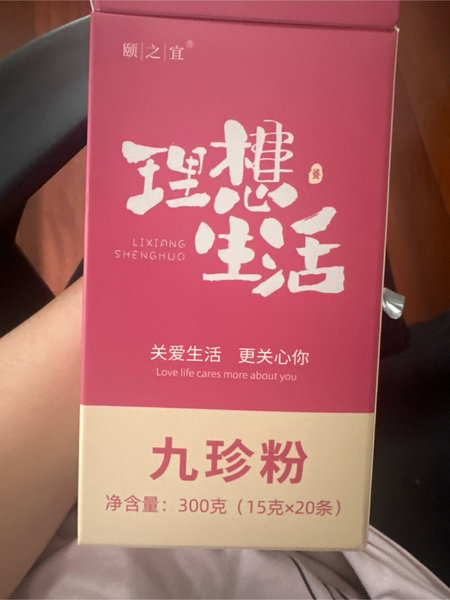 颐之宜®
理想
生活
養
LIXIANG
SHENGHUO
关爱生活 更关心你
Love life cares more about you
九珍粉
净含量：300克（15克×20条）